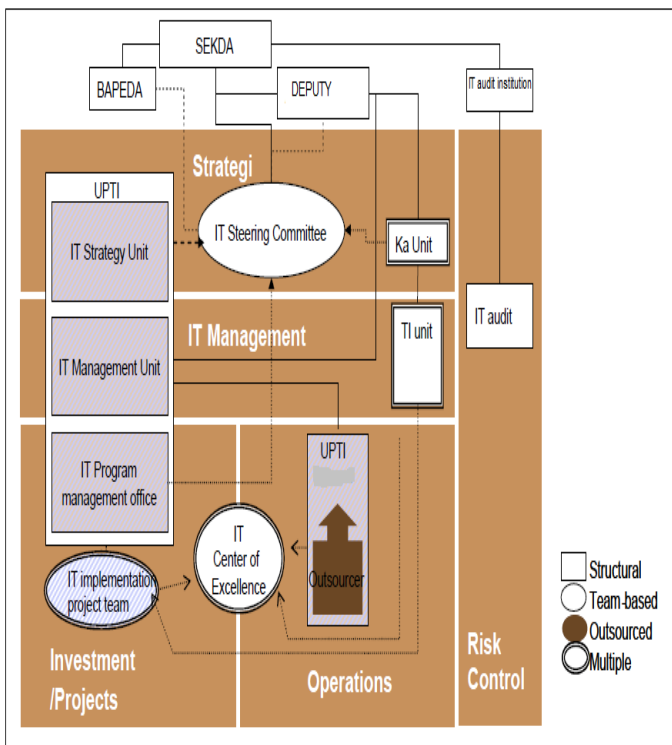 SEKDA
BAPEDA
DEPUTY
IT audit institution
Strategi
UPTI
IT Strategy Unit
IT Steering Committee
Ka Unit
IT Management
TI unit
IT audit
IT Management Unit
IT Program
management office
UPTI
IT
Center of
Excellence
Outsourcer
IT implementation
project team
Investment
/Projects
Operations
Risk
Control
Structural
Team-based
Outsourced
Multiple